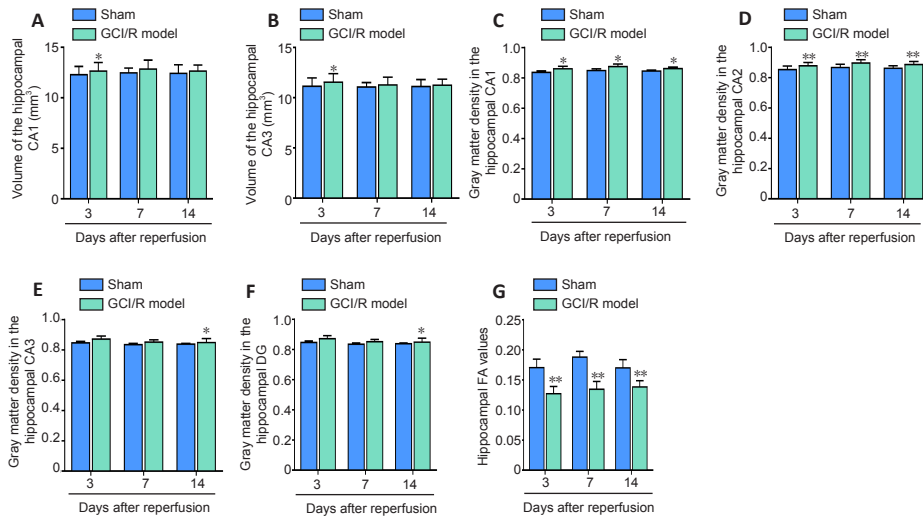 A
Sham
GCI/R model
Volume of the hippocampal
CA1 (mm³)
15
10
5
0
*
3
7
14
Days after reperfusion
B
Sham
GCI/R model
Volume of the hippocampal
CA3 (mm³)
15
10
5
0
*
3
7
14
Days after reperfusion
C
Sham
GCI/R model
Gray matter density in the
hippocampal CA1
1.0
0.8
0.6
0.4
0.2
0
*
*
*
3
7
14
Days after reperfusion
D
Sham
GCI/R model
Gray matter density in the
hippocampal CA2
1.0
0.8
0.6
0.4
0.2
0
**
**
**
3
7
14
Days after reperfusion
E
Sham
GCI/R model
Gray matter density in the
hippocampal CA3
1.0
0.8
0.6
0.4
0.2
0
*
3
7
14
Days after reperfusion
F
Sham
GCI/R model
Gray matter density in the
hippocampal DG
1.0
0.8
0.6
0.4
0.2
0
*
3
7
14
Days after reperfusion
G
Sham
GCI/R model
Hippocampal FA values
0.25
0.20
0.15
0.10
0.05
0
**
**
**
3
7
14
Days after reperfusion